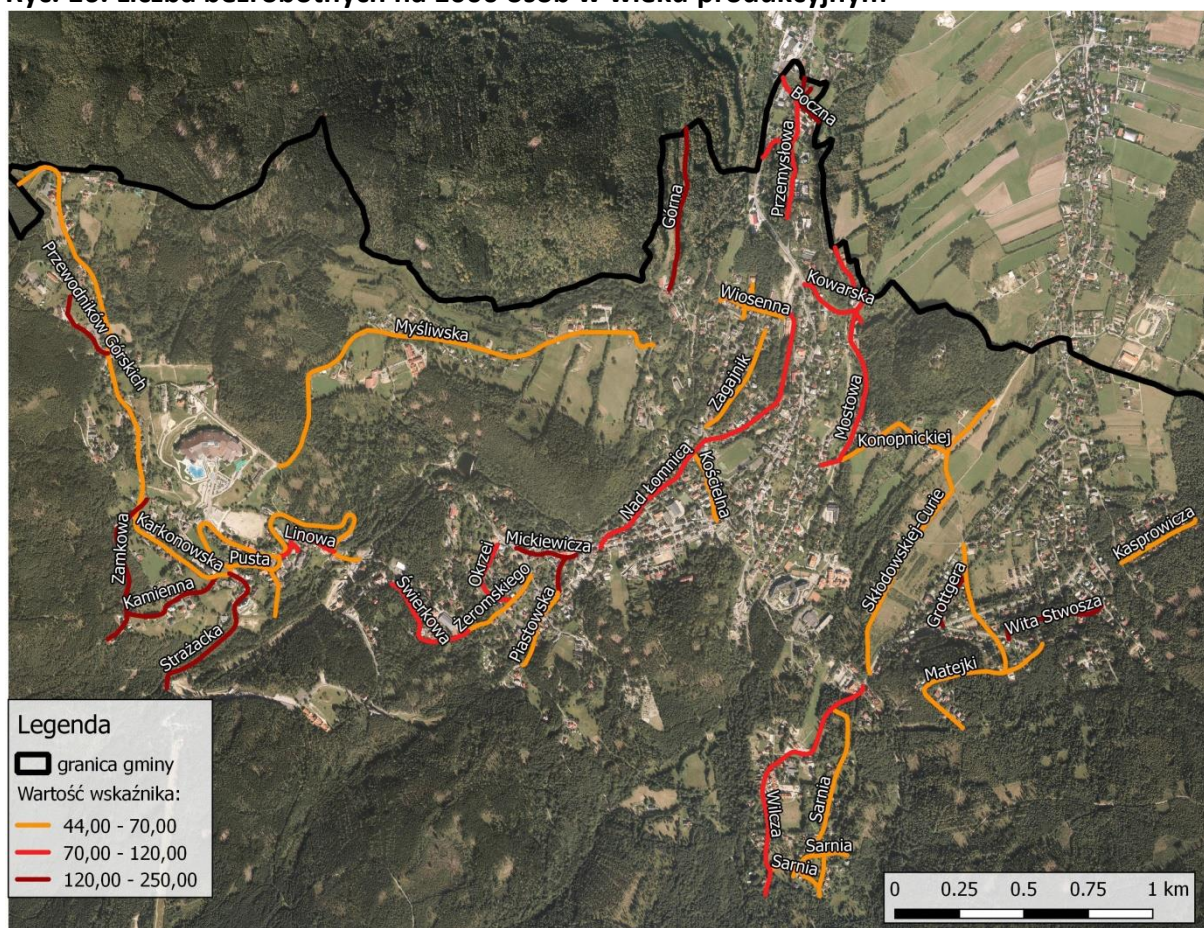 Ryc. 28. Liczba bezrobotnych na 1000 osób w wieku produkcyjnym
Boczna
Przemysłowa
Górna
Przewodników Górskich
Kowarska
Wiosenna
Myśliwska
Zagajnik
Mostowa
Konopnickiej
Nad Łomnicą
Kościelna
Skłodowskiej-Curie
Kasprowicza
Zamkowa
Karkonowska
Pusta
Linowa
Mickiewicza
Okrzei
Kamienna
Świerkowa
Żeromskiego
Piastowska
Grottgera
Wita Stwosza
Strażacka
Matejki
Legenda
granica gminy
Wartość wskaźnika:
44,00 - 70,00
70,00 - 120,00
120,00 - 250,00
Wilcza
Sarnia
Sarnia
Sarnia
0 0.25 0.5 0.75 1 km